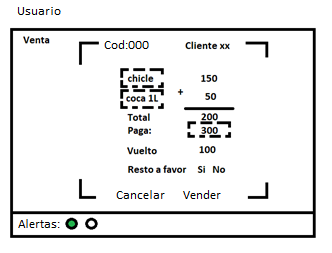 Usuario
Venta
Cod:000 Cliente xx
chicle 150
+
coca 1L 50
Total 200
Paga: 300
Vuelto 100
Resto a favor Si No
Cancelar Vender
Alertas: